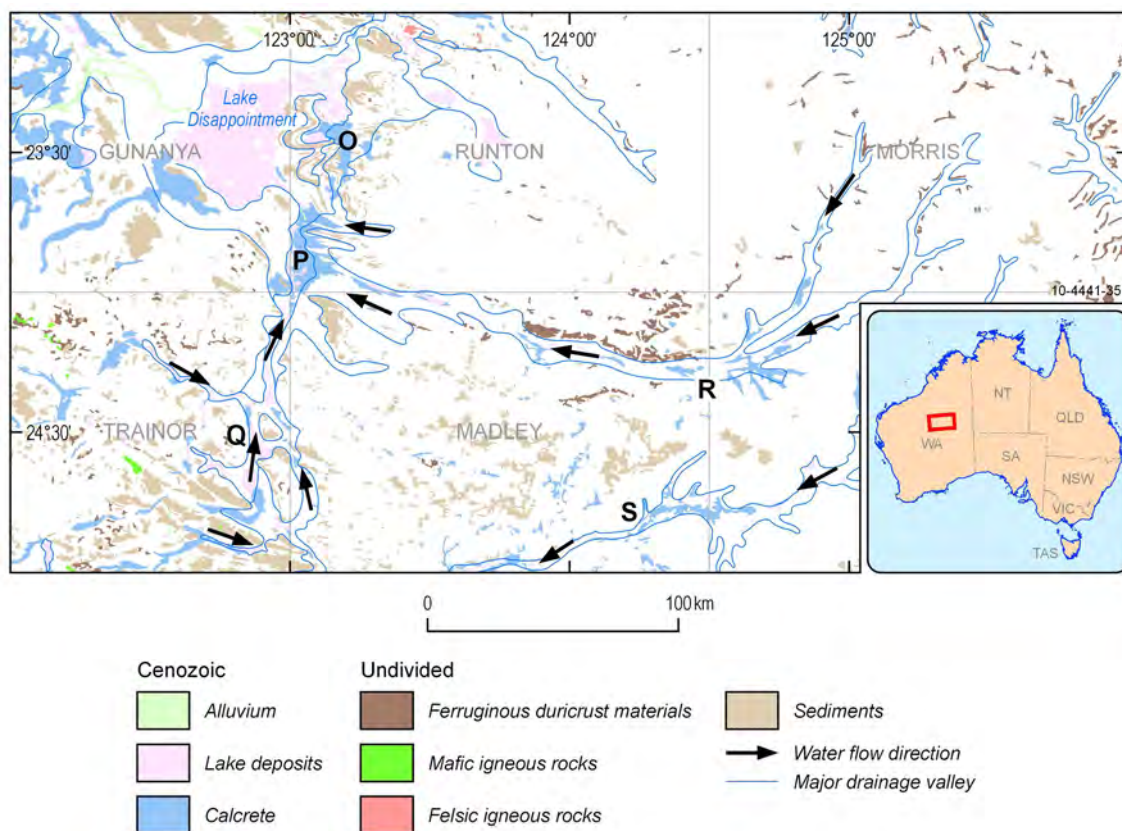 123°00'
124°00'
125°00'
Lake
Disappointment
O
23°30'
GUNANYA
RUNTON
MORRIS
P
10-4441-35
R
24°30'
TRAINOR
Q
MADLEY
S
NT
QLD
WA
SA
NSW
VIC
TAS
0
100 km
Cenozoic
Undivided
Alluvium
Ferruginous duricrust materials
Sediments
Lake deposits
Mafic igneous rocks
Water flow direction
Major drainage valley
Calcrete
Felsic igneous rocks